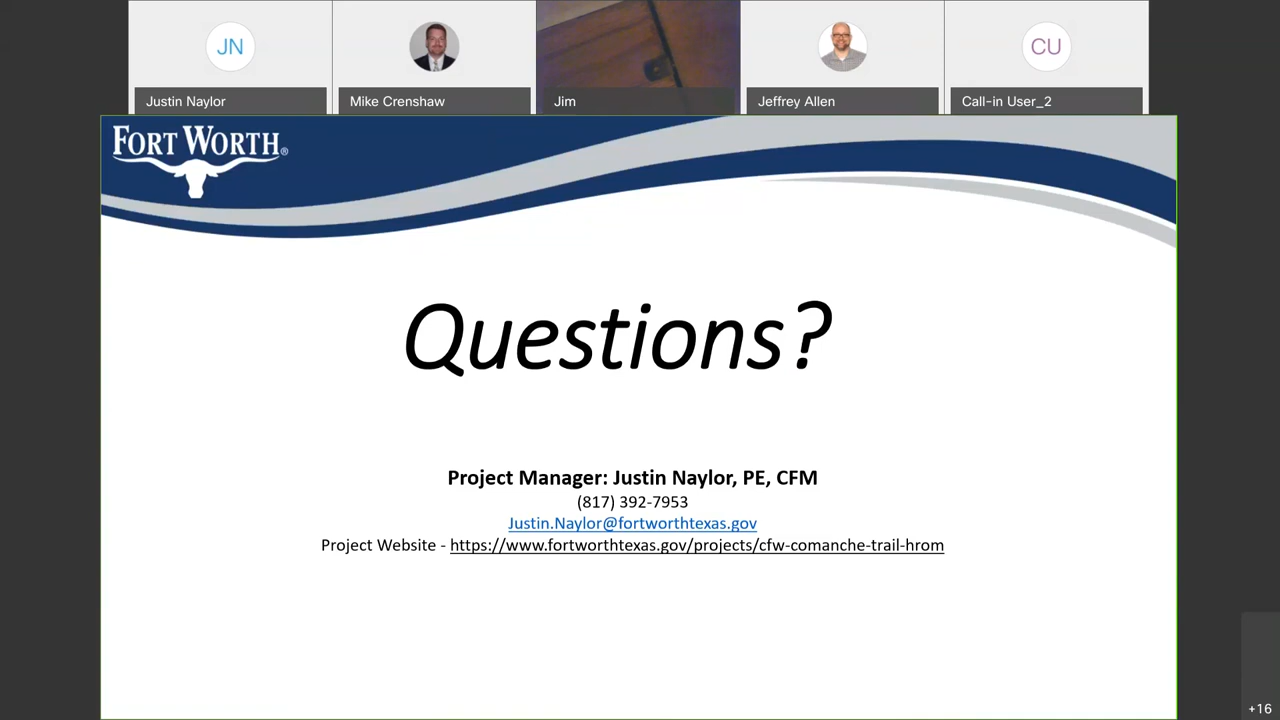 JN
CU
Justin Naylor
Mike Crenshaw
Jim
Jeffrey Allen
Call-in User_2
FORT WORTH®
Questions?
Project Manager: Justin Naylor, PE, CFM
(817) 392-7953
Justin.Naylor@fortworthtexas.gov
Project Website - https://www.fortworthtexas.gov/projects/cfw-comanche-trail-hrom
+16